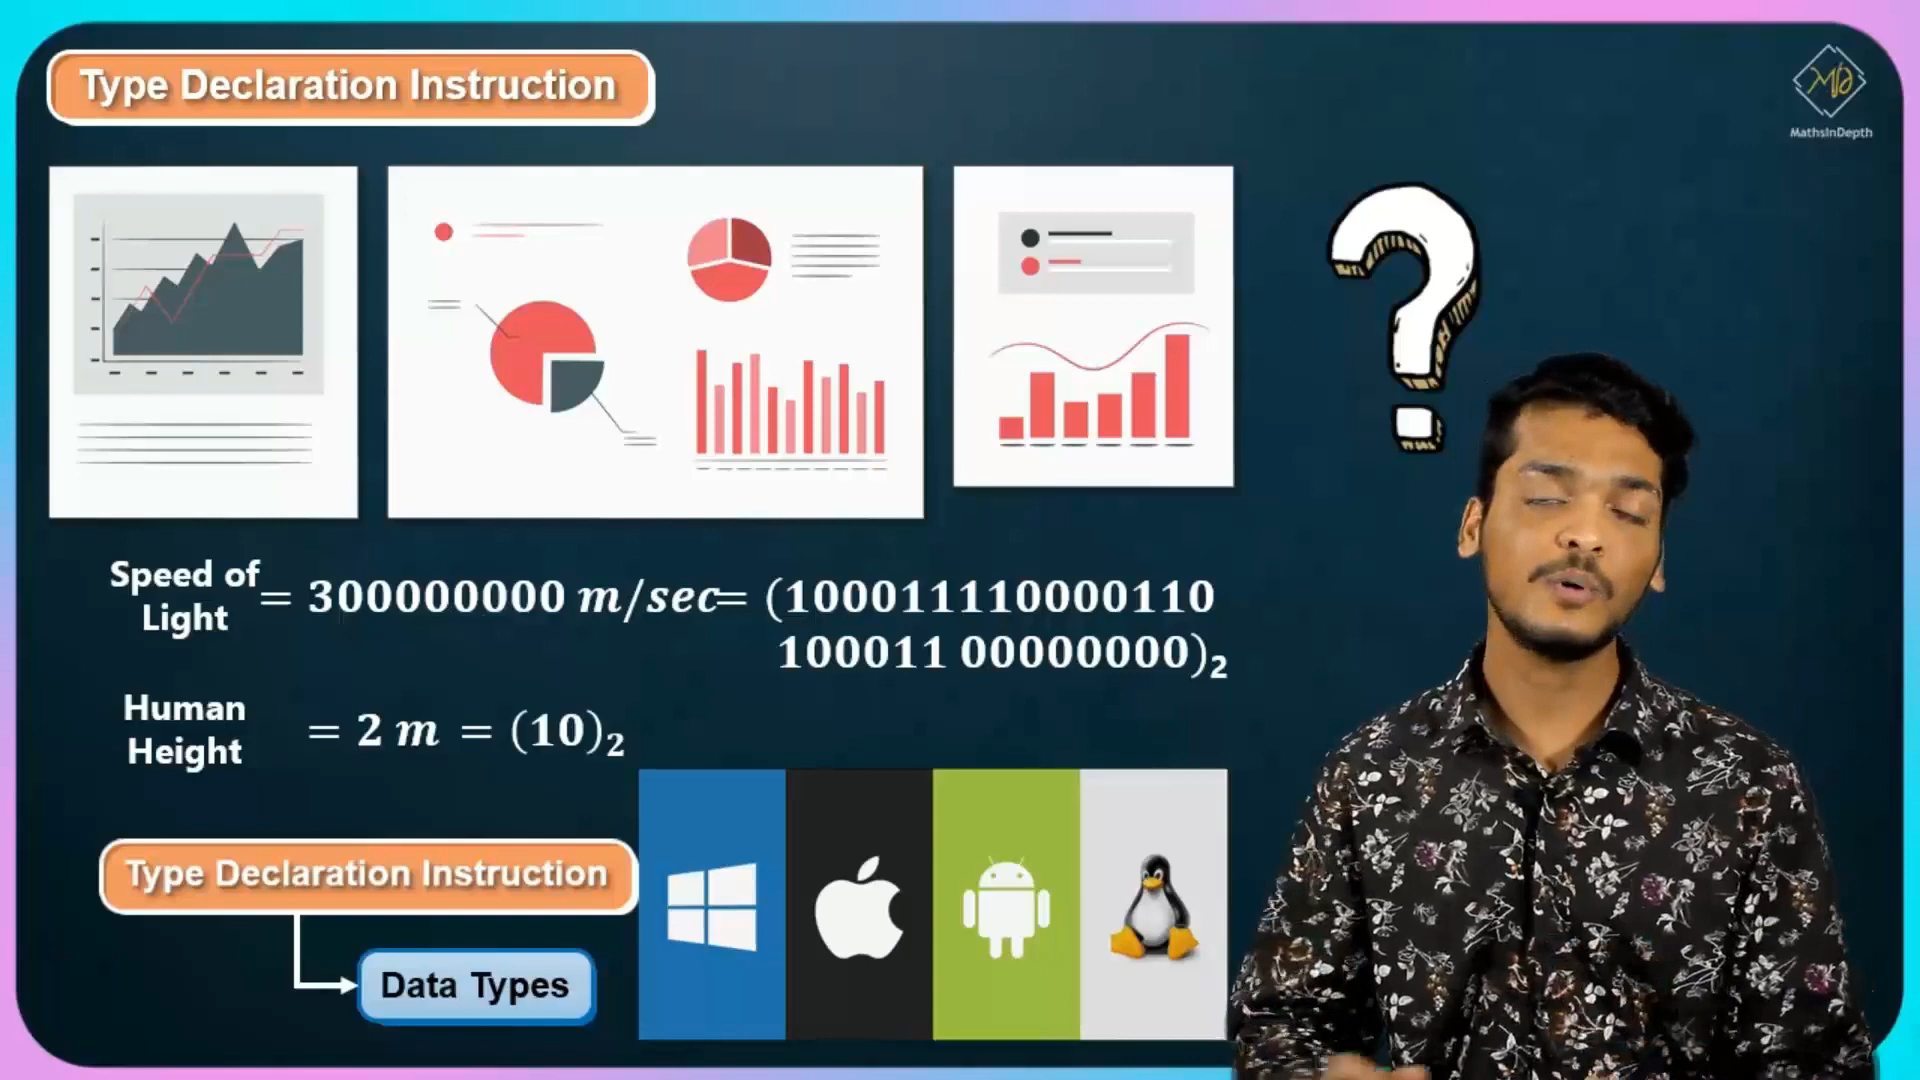 Type Declaration Instruction
MathsInDepth
Speed of Light = 300000000 m/sec= (100011110000110
100011 00000000)₂
Human Height = 2 m = (10)₂
Type Declaration Instruction
Data Types